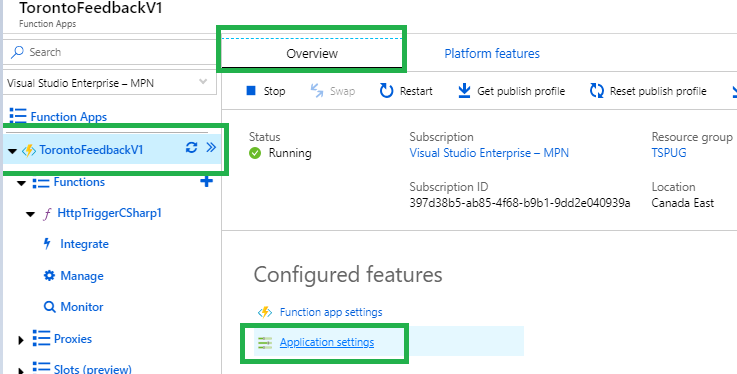 TorontoFeedbackV1
Function Apps
Search
Visual Studio Enterprise – MPN
Function Apps
TorontoFeedbackV1
Functions
HttpTriggerCSharp1
Integrate
Manage
Monitor
Proxies
Slots (preview)
Overview Platform features
Stop Swap Restart Get publish profile Reset publish profile
Status Subscription Resource group
Running Visual Studio Enterprise – MPN TSPUG
Subscription ID Location
397d38b5-ab85-4f68-b9b1-9dd2e040939a Canada East
Configured features
Function app settings
Application settings